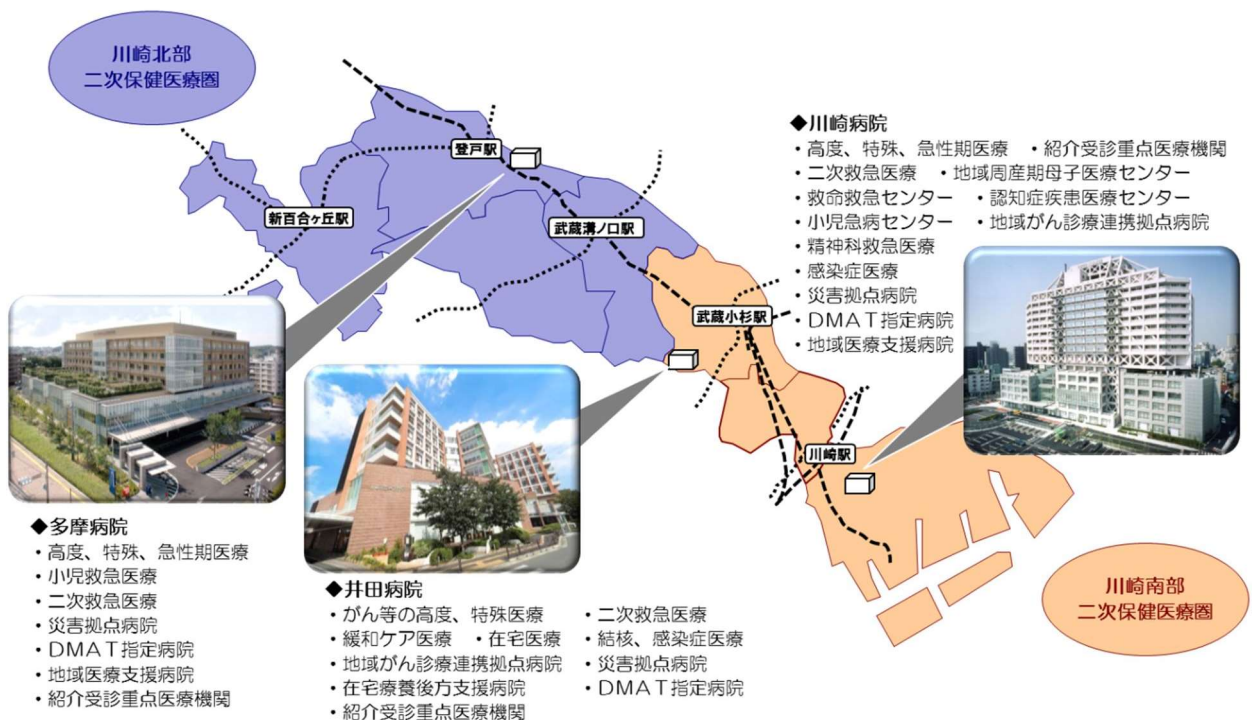 川崎北部
二次保健医療圏
登戸駅
新百合ヶ丘駅
武蔵溝ノ口駅
武蔵小杉駅
川崎駅
◆川崎病院
・高度、特殊、急性期医療 ・紹介受診重点医療機関
・二次救急医療 ・地域周産期母子医療センター
・救命救急センター ・認知症疾患医療センター
・小児急病センター ・地域がん診療連携拠点病院
・精神科救急医療
・感染症医療
・災害拠点病院
・DMAT指定病院
・地域医療支援病院
◆多摩病院
・高度、特殊、急性期医療
・小児救急医療
・二次救急医療
・災害拠点病院
・DMAT指定病院
・地域医療支援病院
・紹介受診重点医療機関
◆井田病院
・がん等の高度、特殊医療 ・二次救急医療
・緩和ケア医療 ・在宅医療 ・結核、感染症医療
・地域がん診療連携拠点病院 ・災害拠点病院
・在宅療養後方支援病院 ・DMAT指定病院
・紹介受診重点医療機関
川崎南部
二次保健医療圏